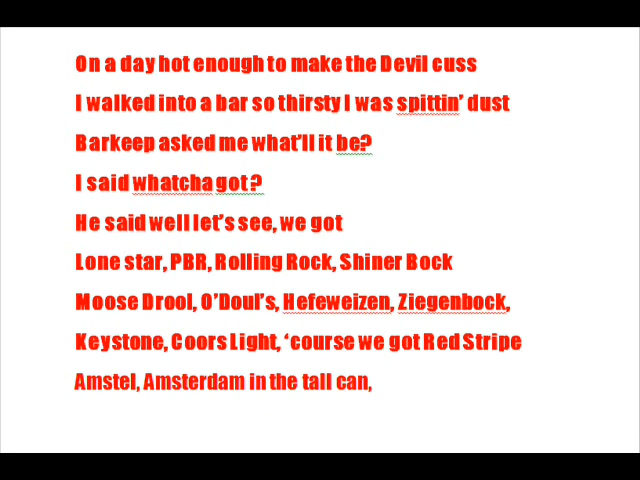 On a day hot enough to make the Devil cuss
I walked into a bar so thirsty I was spittin’ dust
Barkeep asked me what’ll it be?
I said whatcha got ?
He said well let’s see, we got
Lone star, PBR, Rolling Rock, Shiner Bock
Moose Drool, O’Doul’s, Hefeweizen, Ziegenbock,
Keystone, Coors Light, ‘course we got Red Stripe
Amstel, Amsterdam in the tall can,